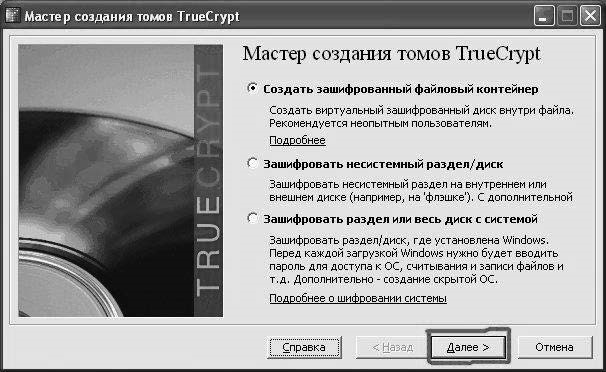 Мастер создания томов TrueCrypt
TRUECRYPT
Мастер создания томов TrueCrypt
Создать зашифрованный файловый контейнер
Создать виртуальный зашифрованный диск внутри файла.
Рекомендуется неопытным пользователям.
Подробнее
Зашифровать несистемный раздел/диск
Зашифровать несистемный раздел на внутреннем или
внешнем диске (например, на 'флэшке'). С дополнительной
Зашифровать раздел или весь диск с системой
Зашифровать раздел/диск, где установлена Windows.
Перед каждой загрузкой Windows нужно будет вводить
пароль для доступа к ОС, считывания и записи файлов и
т.д. Дополнительно - создание скрытой ОС.
Подробнее о шифровании системы
Справка
< Назад
Далее >
Отмена